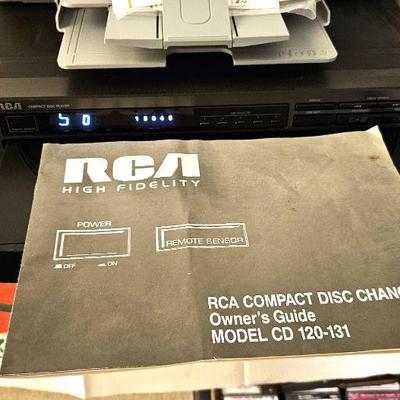 RCA
COMPACT DISC PLAYER
50
RCA
HIGH FIDELITY
POWER
OFF
ON
REMOTE SENSOR
RCA COMPACT DISC CHANG
Owner's Guide
MODEL CD 120-131